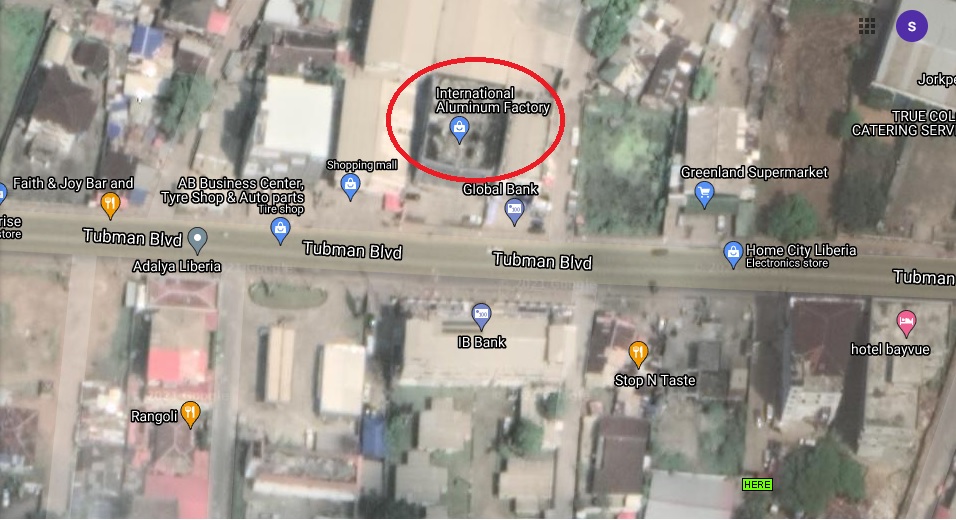 S
Jorkpe
International
Aluminum Factory
TRUE COL
CATERING SERV
Shopping mall
Greenland Supermarket
Faith & Joy Bar and
AB Business Center,
Tyre Shop & Auto parts
Tire shop
Global Bank
rise
store
Tubman Blvd
Adalya Liberia
Tubman Blvd
Tubman Blvd
Home City Liberia
Electronics store
Tubman
IB Bank
hotel bayvue
Stop N Taste
Rangoli
HERE